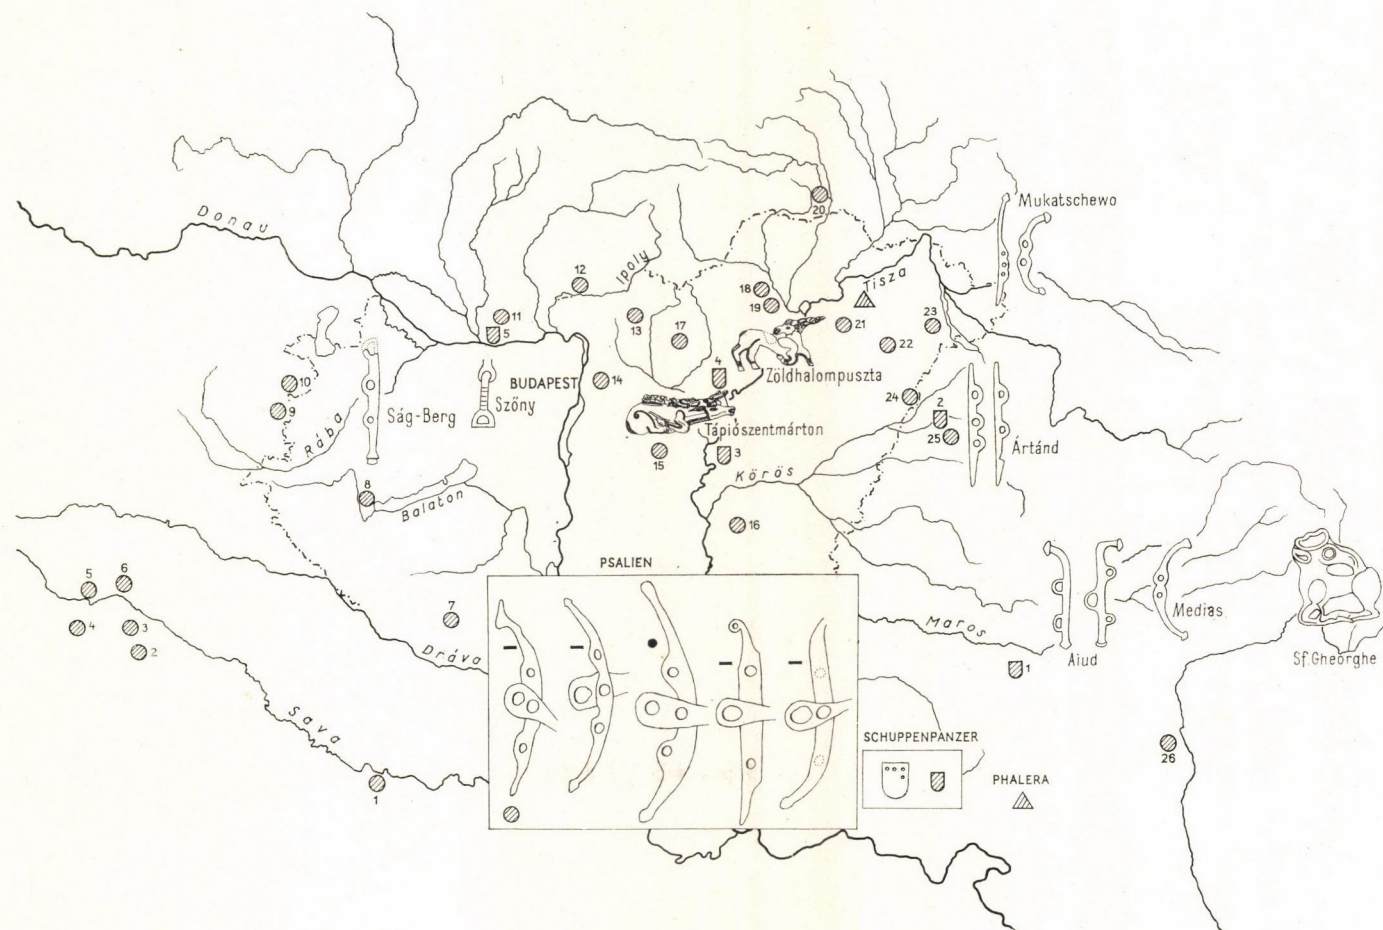 Donau
20
Mukatschewo
12
Ipoly
18
19
Tisza
11
5
13
17
21
23
22
10
9
Rába
Ság-Berg
BUDAPEST
Szőny
14
4
Zöldhalompuszta
24
2
25
Ártánd
Tápiószentmárton
15
3
Körös
8
Balaton
16
5
6
4
3
2
7
Dráva
PSALIEN
Maros
1
Aiud
Medias
Sf.Gheorghe
Sava
1
SCHUPPENPANZER
PHALERA
26